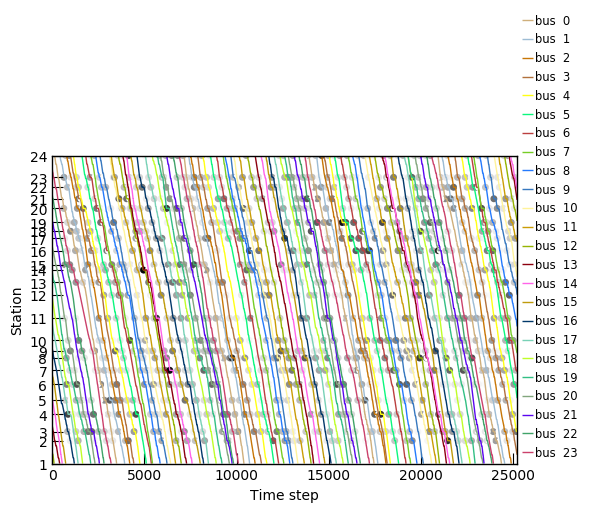 bus 0
bus 1
bus 2
bus 3
bus 4
bus 5
bus 6
bus 7
bus 8
bus 9
bus 10
bus 11
bus 12
bus 13
bus 14
bus 15
bus 16
bus 17
bus 18
bus 19
bus 20
bus 21
bus 22
bus 23
Station
24
23
22
21
20
19
18
17
16
15
14
13
12
11
10
9
8
7
6
5
4
3
2
1
0 5000 10000 15000 20000 25000
Time step